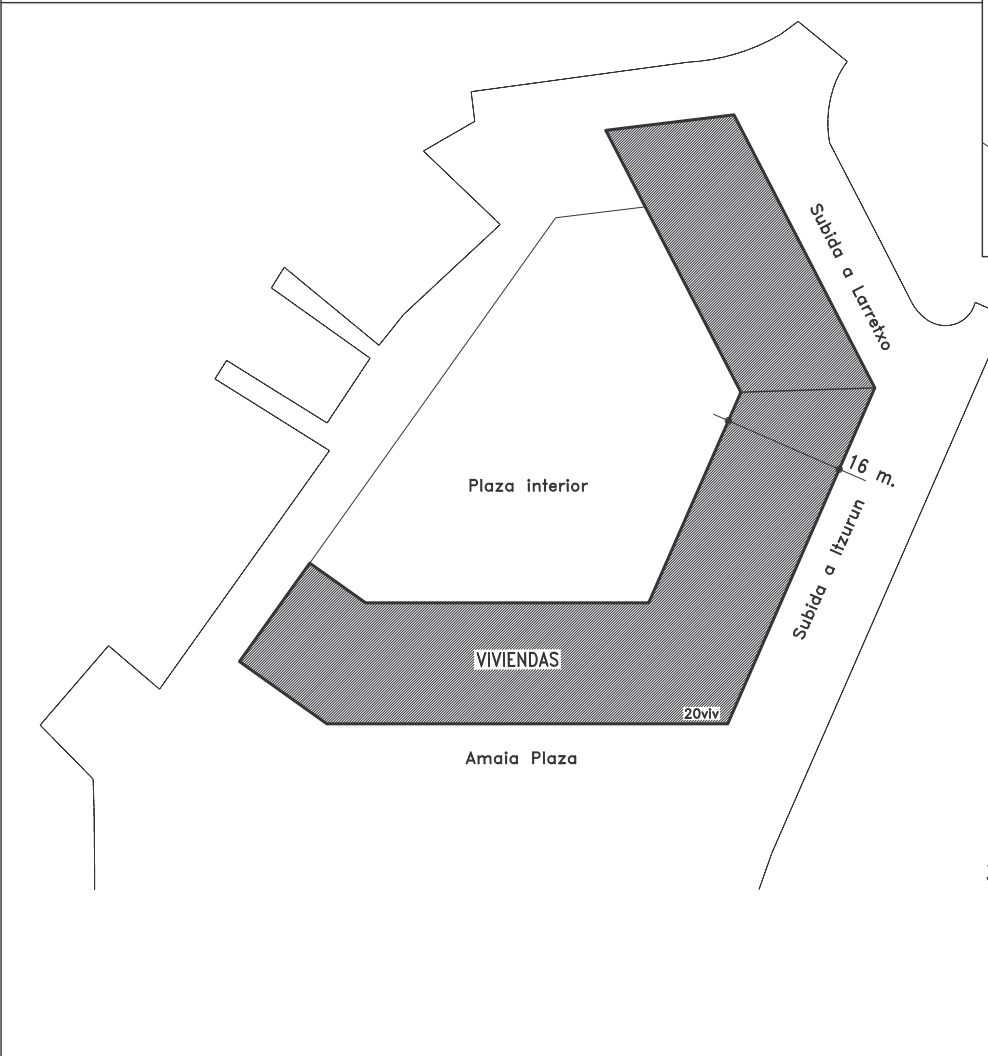 Subida a Larretxo
16 m.
Plaza interior
Subida a Itzurun
VIVIENDAS
20viv
Amaia Plaza